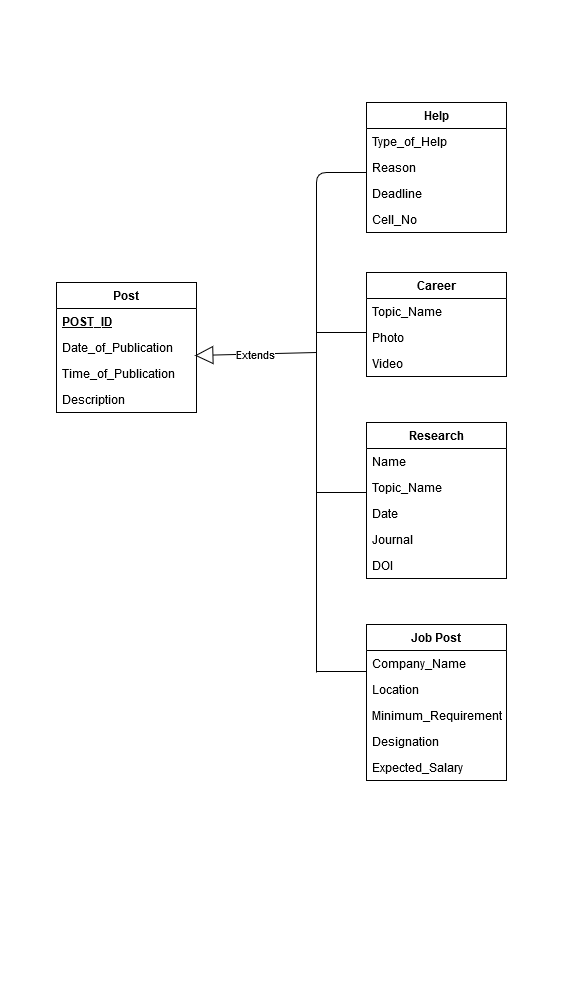 Help
Type_of_Help
Reason
Deadline
Cell_No
Post
POST_ID
Date_of_Publication
Time_of_Publication
Description
Extends
Career
Topic_Name
Photo
Video
Research
Name
Topic_Name
Date
Journal
DOI
Job Post
Company_Name
Location
Minimum_Requirement
Designation
Expected_Salary